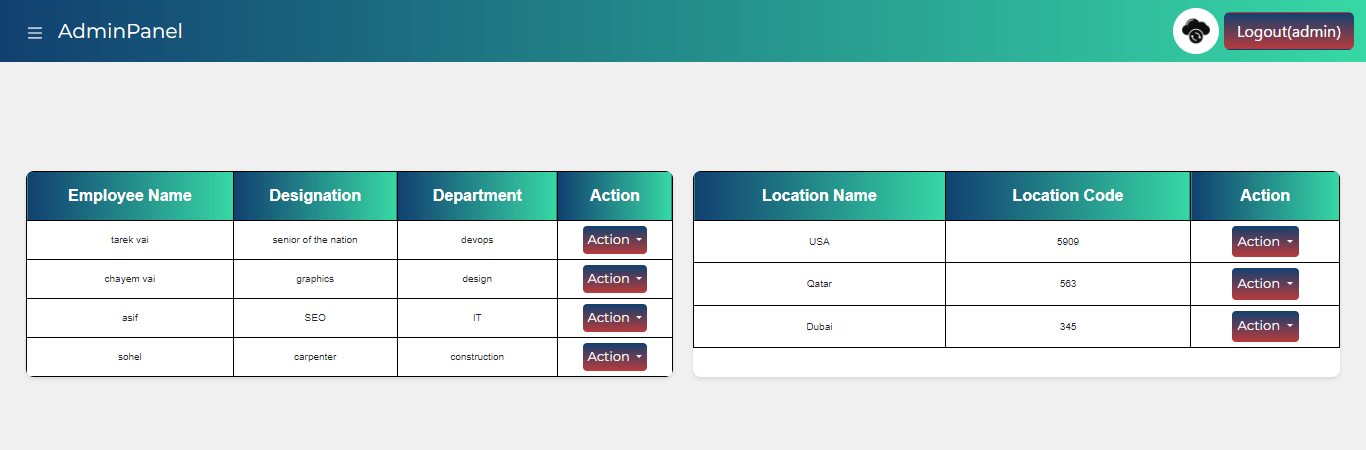 AdminPanel
Logout(admin)
Employee Name Designation Department Action
tarek vai senior of the nation devops Action
chayem vai graphics design Action
asif SEO IT Action
sohel carpenter construction Action
Location Name Location Code Action
USA 5909 Action
Qatar 563 Action
Dubai 345 Action